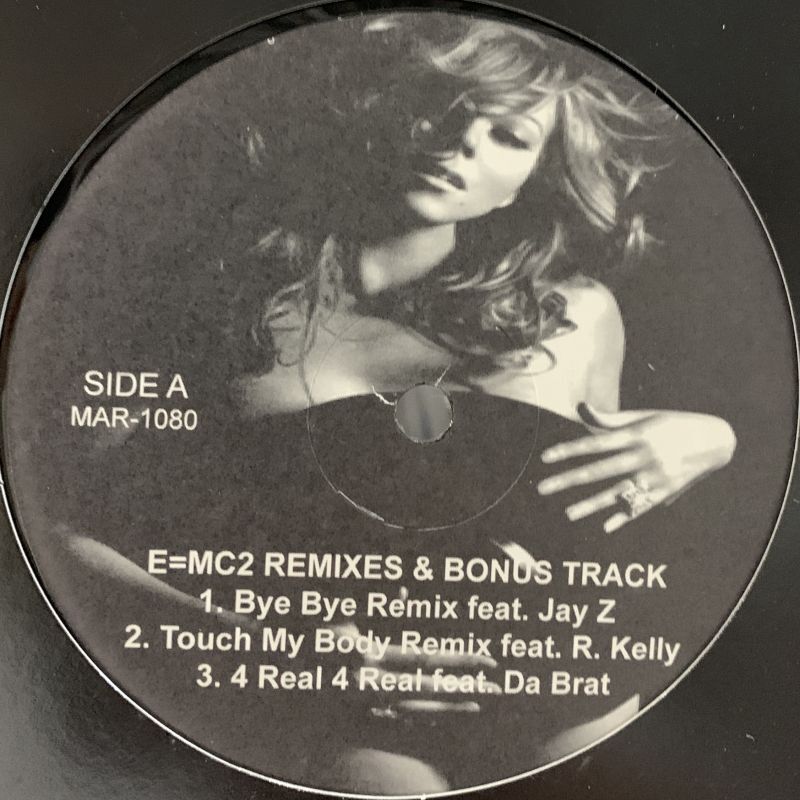 SIDE A
MAR-1080
E=MC2 REMIXES & BONUS TRACK
1. Bye Bye Remix feat. Jay Z
2. Touch My Body Remix feat. R. Kelly
3. 4 Real 4 Real feat. Da Brat